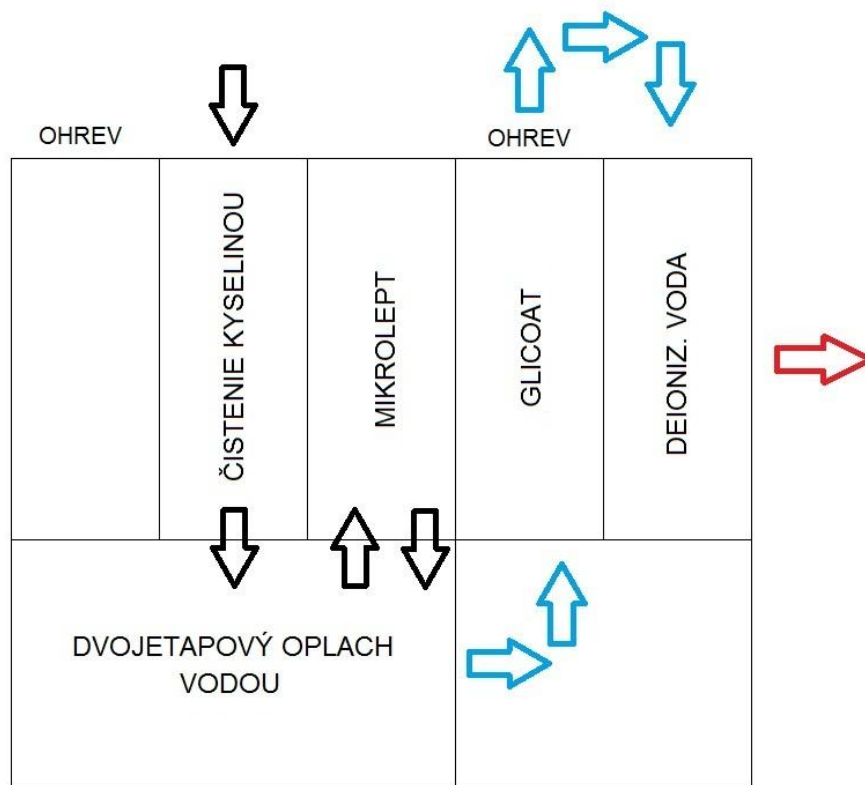 OHREV
OHREV
ČISTENIE KYSELINOU
MIKROLEPT
GLICOAT
DEIONIZ. VODA
DVOJETAPOVÝ OPLACH
VODOU